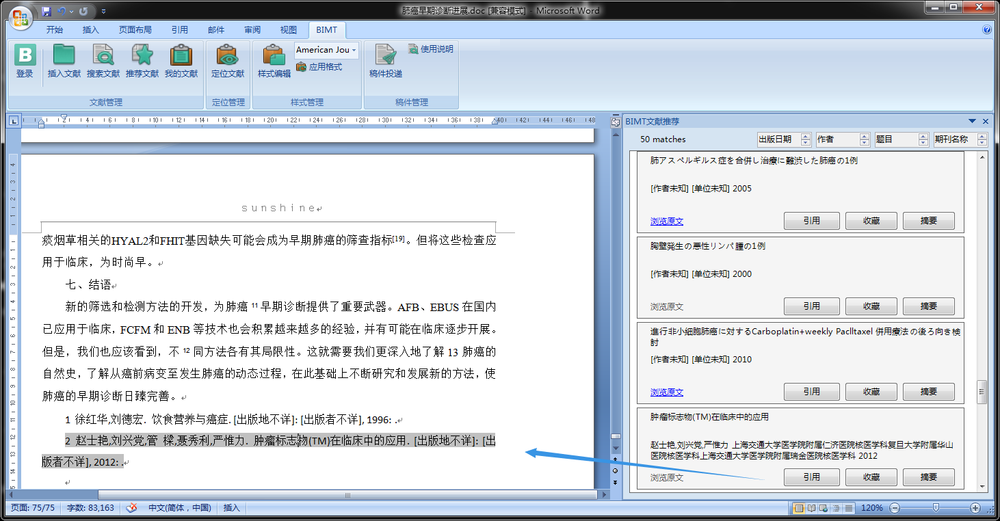 肺癌早期诊断进展.doc [兼容模式] - Microsoft Word
开始 插入 页面布局 引用 邮件 审阅 视图 BIMT
American Jou
使用说明
应用格式
登录 插入文献 搜索文献 推荐文献 我的文献 定位文献 样式编辑 稿件投递
文献管理 定位管理 样式管理 稿件管理
BIMT文献推荐
50 matches 出版日期 作者 题目 期刊名称
sunshine
痰烟草相关的HYAL2和FHIT基因缺失可能会成为早期肺癌的筛查指标[19]。但将这些检查应
用于临床，为时尚早。
七、结语
新的筛选和检测方法的开发，为肺癌 11 早期诊断提供了重要武器。AFB、EBUS 在国内
已应用于临床，FCFM 和 ENB 等技术也会积累越来越多的经验，并有可能在临床逐步开展。
但是，我们也应该看到，不 12 同方法各有其局限性。这就需要我们更深入地了解 13 肺癌的
自然史，了解从癌前病变至发生肺癌的动态过程，在此基础上不断研究和发展新的方法，使
肺癌的早期诊断日臻完善。
1 徐红华,刘德宏. 饮食营养与癌症. [出版地不详]: [出版者不详], 1996: .
2 赵士艳,刘兴党,管 樑,聂秀利,严惟力. 肿瘤标志物(TM)在临床中的应用. [出版地不详]: [出
版者不详], 2012: .
肺アスペルギルス症を合併し治療に難渋した肺癌の1例
[作者未知] [单位未知] 2005
浏览原文 引用 收藏 摘要
胸壁発生の悪性リンパ腫の1例
[作者未知] [单位未知] 2000
浏览原文 引用 收藏 摘要
進行非小細胞肺癌に対するCarboplatin+weekly Paclltaxel 併用療法の後ろ向き検
討
[作者未知] [单位未知] 2010
浏览原文 引用 收藏 摘要
肿瘤标志物(TM)在临床中的应用
赵士艳,刘兴党,严惟力 上海交通大学医学院附属仁济医院核医学科复旦大学附属华山
医院核医学科上海交通大学医学院附属瑞金医院核医学科 2012
浏览原文 引用 收藏 摘要
页面: 75/75 字数: 83,163 中文(简体，中国) 插入 120%